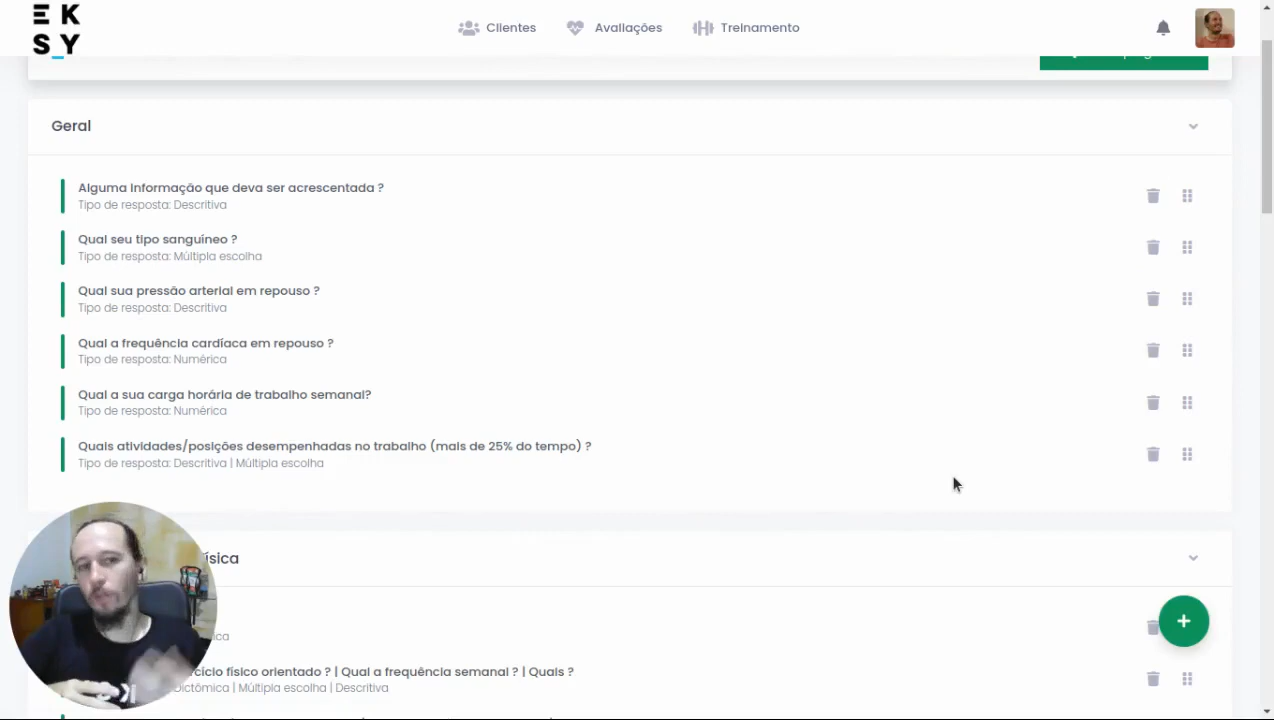 EK
SY
Clientes
Avaliações
Treinamento
Geral
Alguma Informação que deva ser acrescentada ?
Tipo de resposta: Descritiva
Qual seu tipo sanguíneo ?
Tipo de resposta: Múltipla escolha
Qual sua pressão arterial em repouso ?
Tipo de resposta: Descritiva
Qual a frequência cardíaca em repouso ?
Tipo de resposta: Numérica
Qual a sua carga horária de trabalho semanal?
Tipo de resposta: Numérica
Quais atividades/posições desempenhadas no trabalho (mais de 25% do tempo) ?
Tipo de resposta: Descritiva | Múltipla escolha
física
físico orientado ? | Qual a frequência semanal ? | Quais ?
| Múltipla escolha | Descritiva